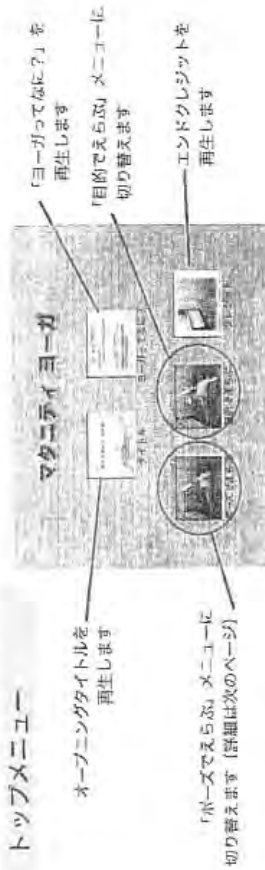 トップメニュー
オープニングタイトルを
再生します
「ポーズでえらぶ」メニューに
切り替えます(詳細は次のページ)
マタニティ ヨーガ
タイトル
「ヨーガってなに?」を
再生します
「目的でえらぶ」メニューに
切り替えます
エンドクレジットを
再生します